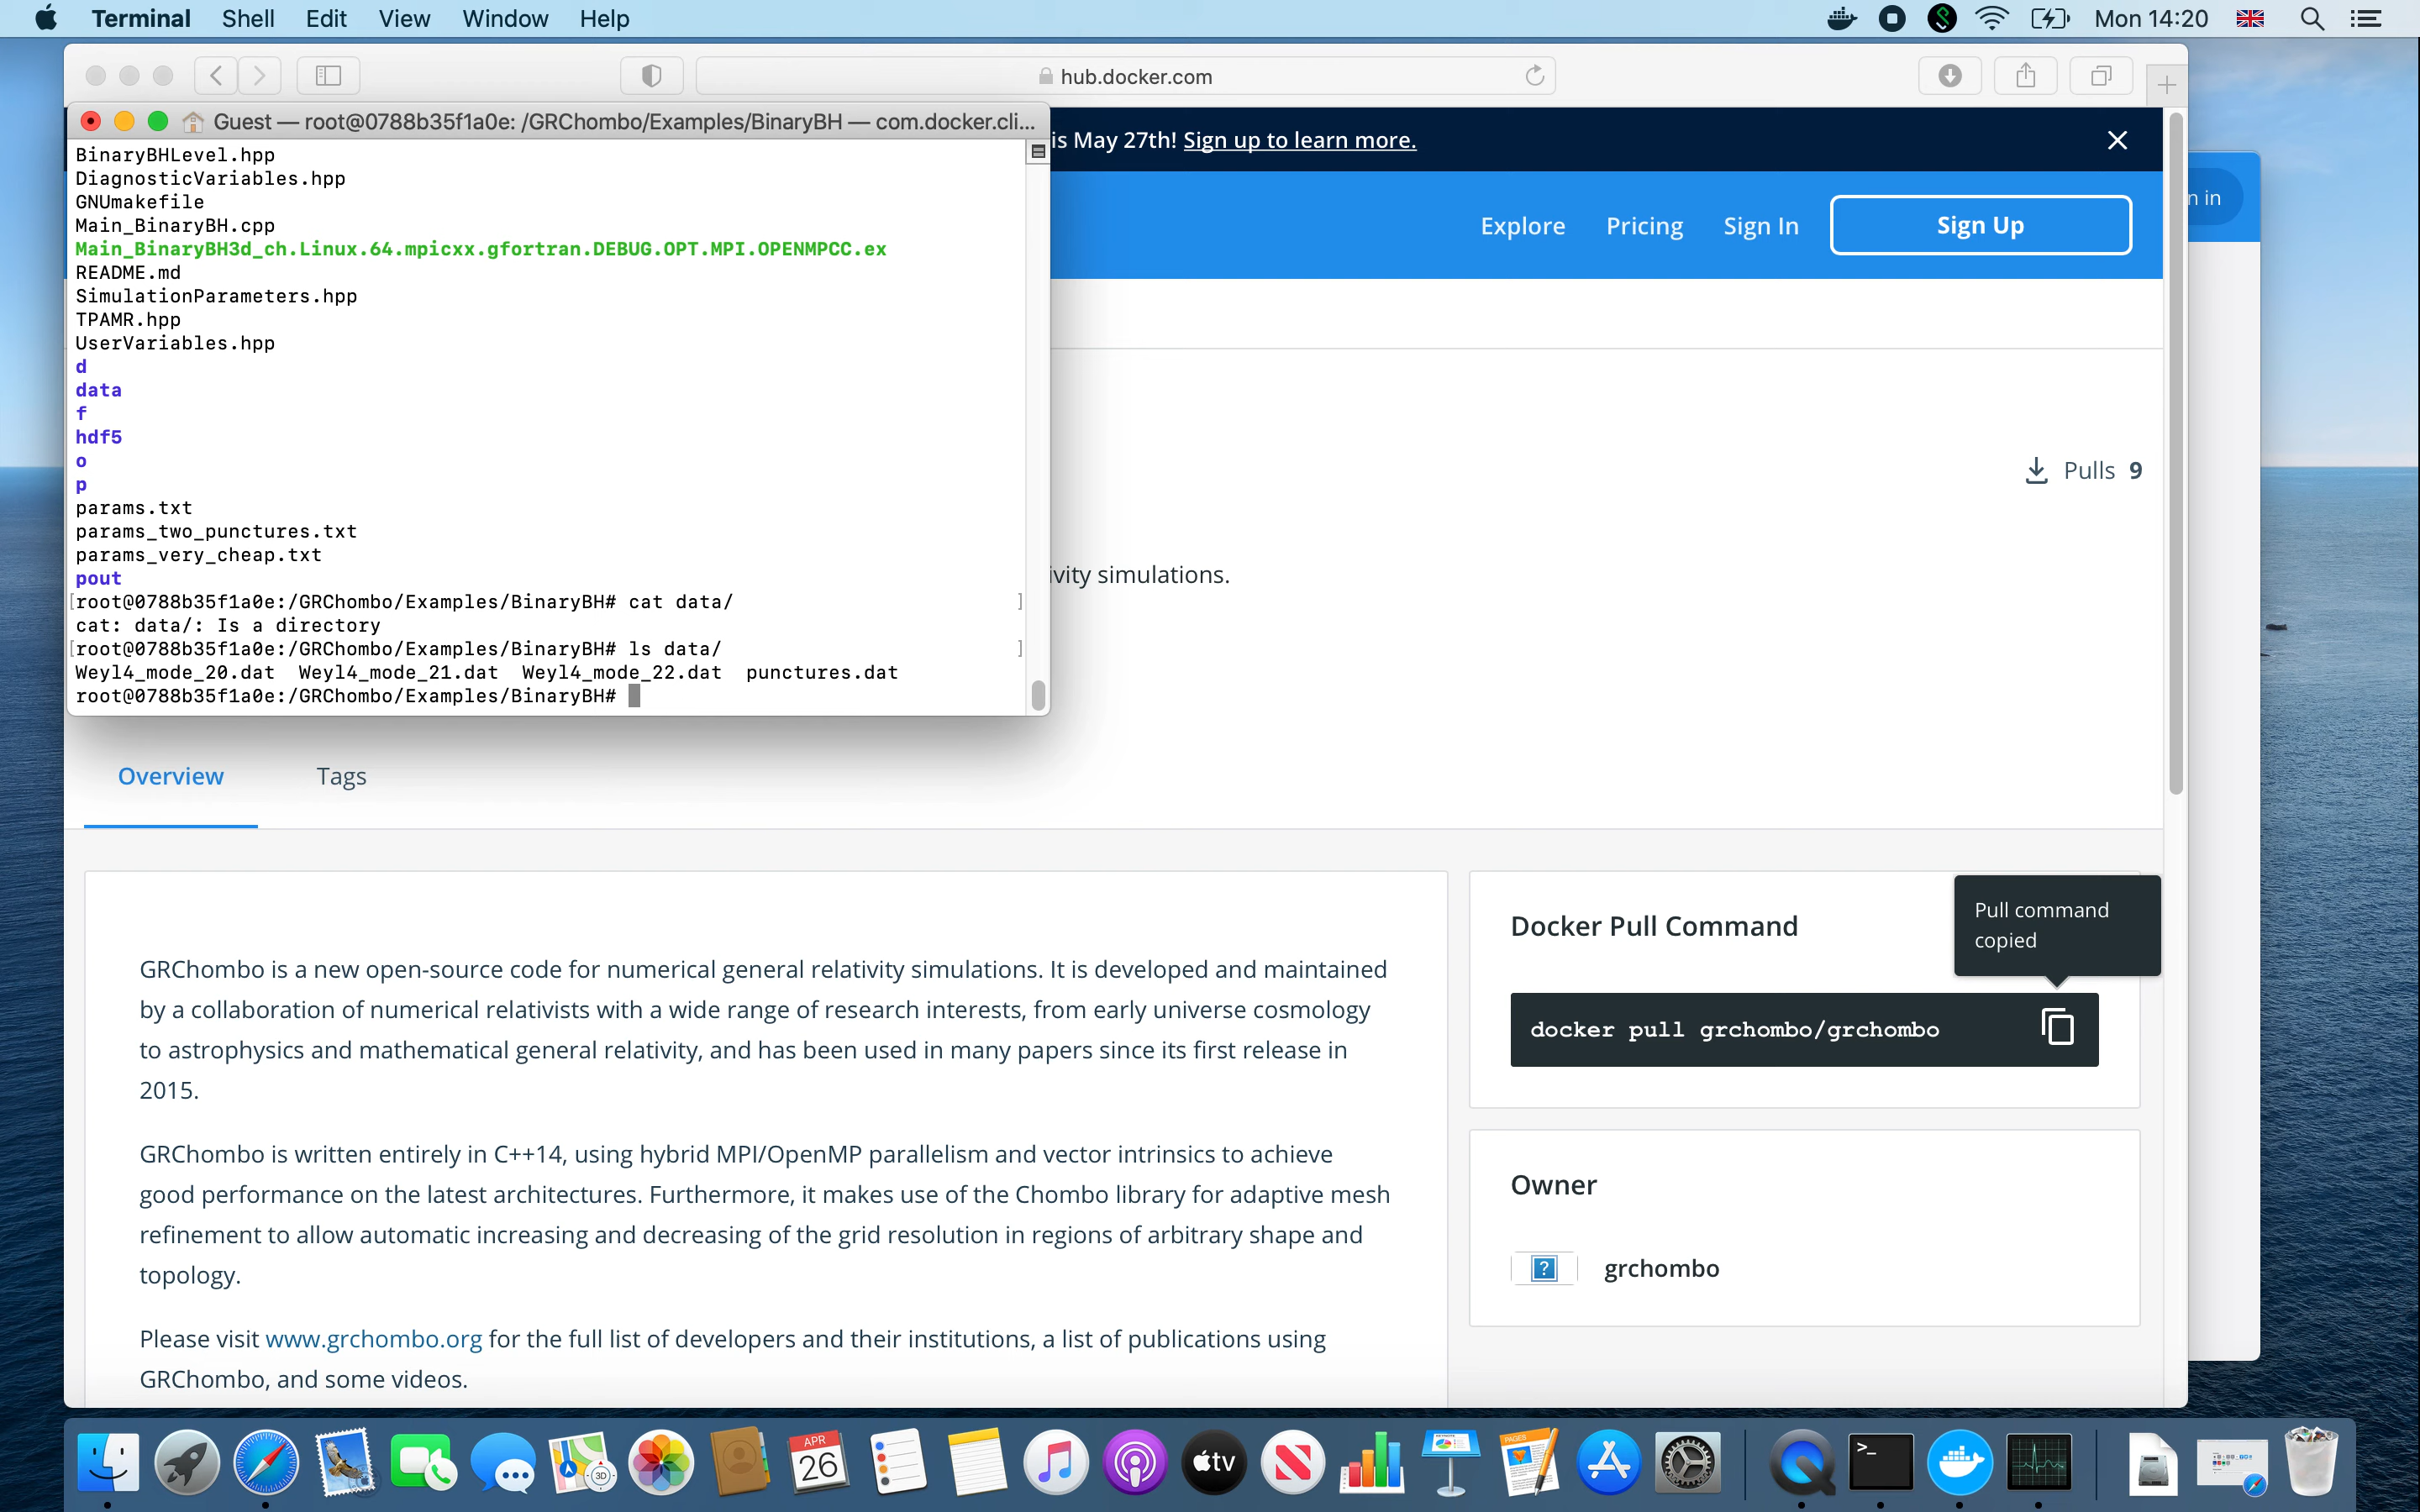 Terminal Shell Edit View Window Help Mon 14:20
hub.docker.com
Guest — root@0788b35f1a0e: /GRChombo/Examples/BinaryBH — com.docker.cli...
is May 27th! Sign up to learn more.
BinaryBHLevel.hpp
DiagnosticVariables.hpp
GNUmakefile
Main_BinaryBH.cpp
Main_BinaryBH3d_ch.Linux.64.mpicxx.gfortran.DEBUG.OPT.MPI.OPENMPCC.ex
README.md
SimulationParameters.hpp
TPAMR.hpp
UserVariables.hpp
d
data
f
hdf5
o
p
params.txt
params_two_punctures.txt
params_very_cheap.txt
pout
[root@0788b35f1a0e:/GRChombo/Examples/BinaryBH# cat data/ ]
cat: data/: Is a directory
[root@0788b35f1a0e:/GRChombo/Examples/BinaryBH# ls data/ ]
Weyl4_mode_20.dat Weyl4_mode_21.dat Weyl4_mode_22.dat punctures.dat
root@0788b35f1a0e:/GRChombo/Examples/BinaryBH#
Explore Pricing Sign In Sign Up
n in
Pulls 9
ivity simulations.
Overview Tags
GRChombo is a new open-source code for numerical general relativity simulations. It is developed and maintained
by a collaboration of numerical relativists with a wide range of research interests, from early universe cosmology
to astrophysics and mathematical general relativity, and has been used in many papers since its first release in
2015.
GRChombo is written entirely in C++14, using hybrid MPI/OpenMP parallelism and vector intrinsics to achieve
good performance on the latest architectures. Furthermore, it makes use of the Chombo library for adaptive mesh
refinement to allow automatic increasing and decreasing of the grid resolution in regions of arbitrary shape and
topology.
Please visit www.grchombo.org for the full list of developers and their institutions, a list of publications using
GRChombo, and some videos.
Docker Pull Command
Pull command
copied
docker pull grchombo/grchombo
Owner
?
grchombo
3D
APR
26
tv
PAGES
>_